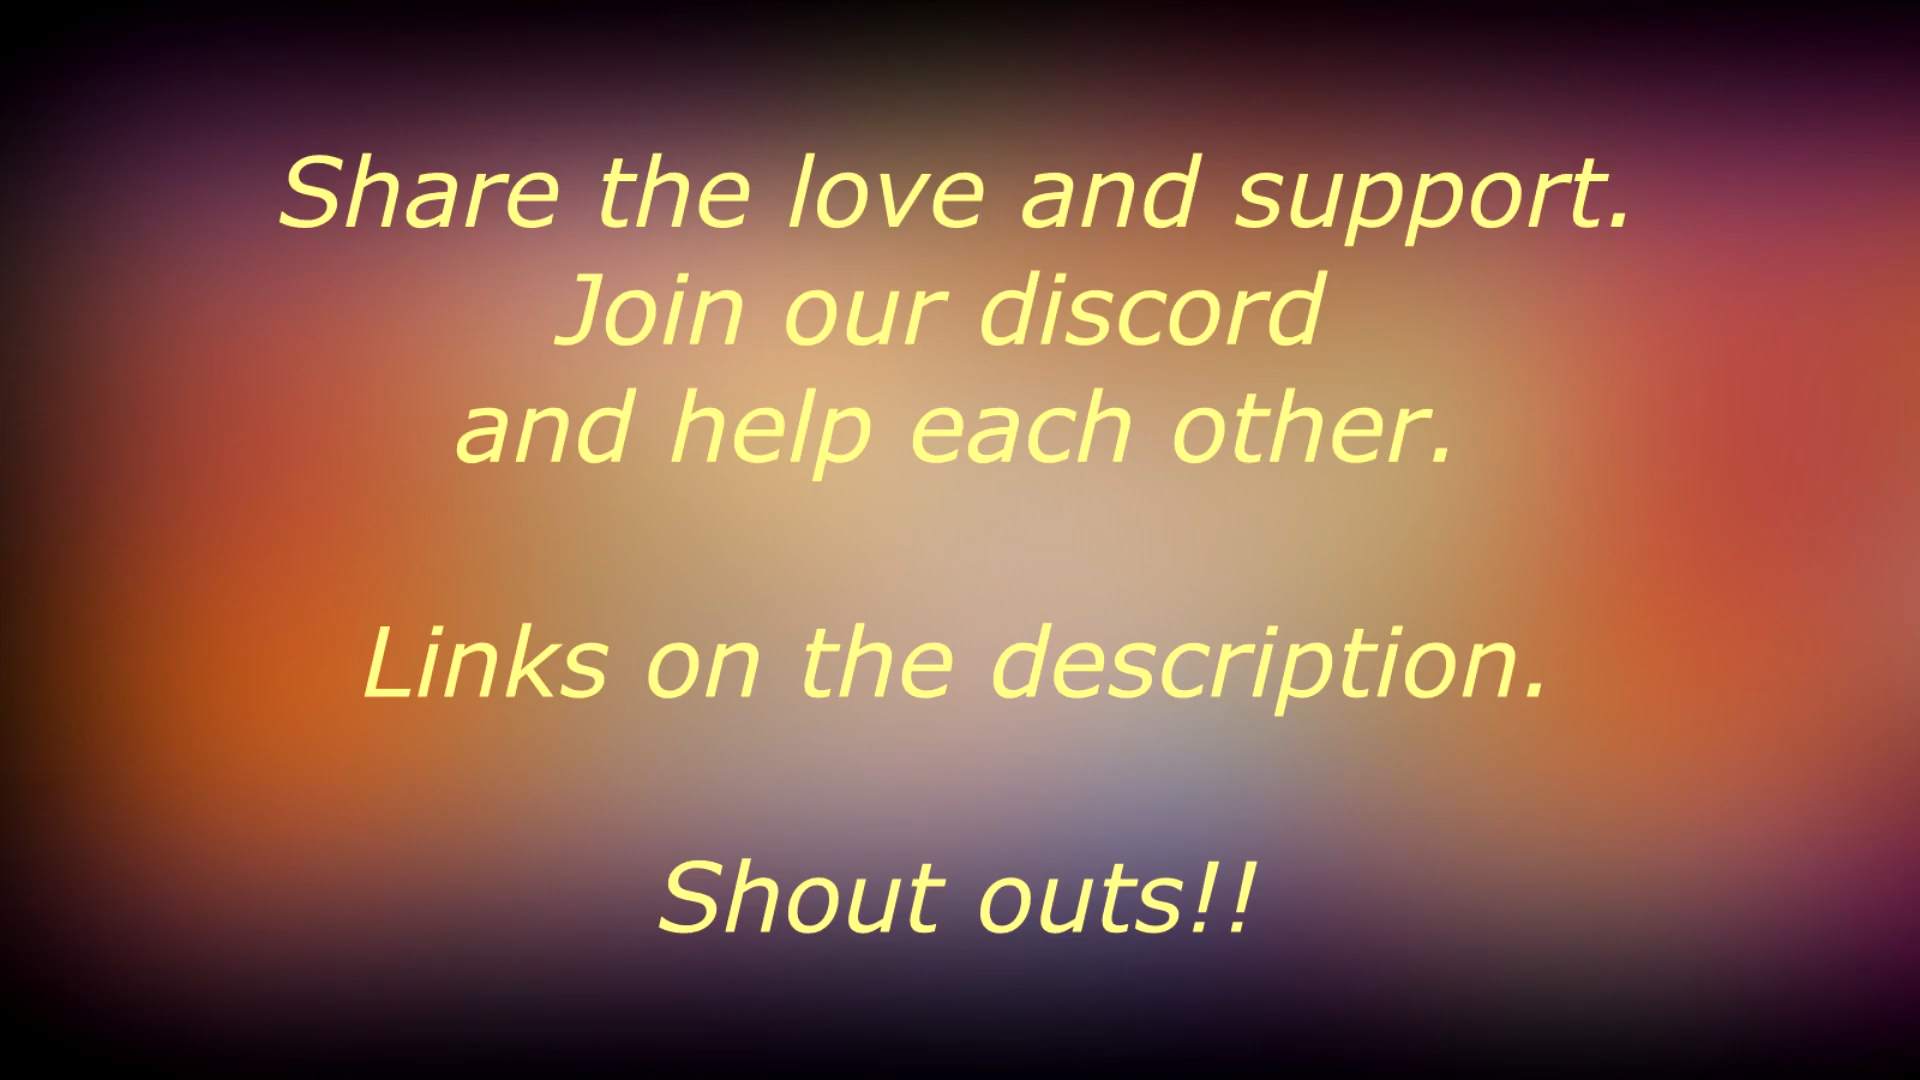 Share the love and support.
Join our discord
and help each other.
Links on the description.
Shout outs!!